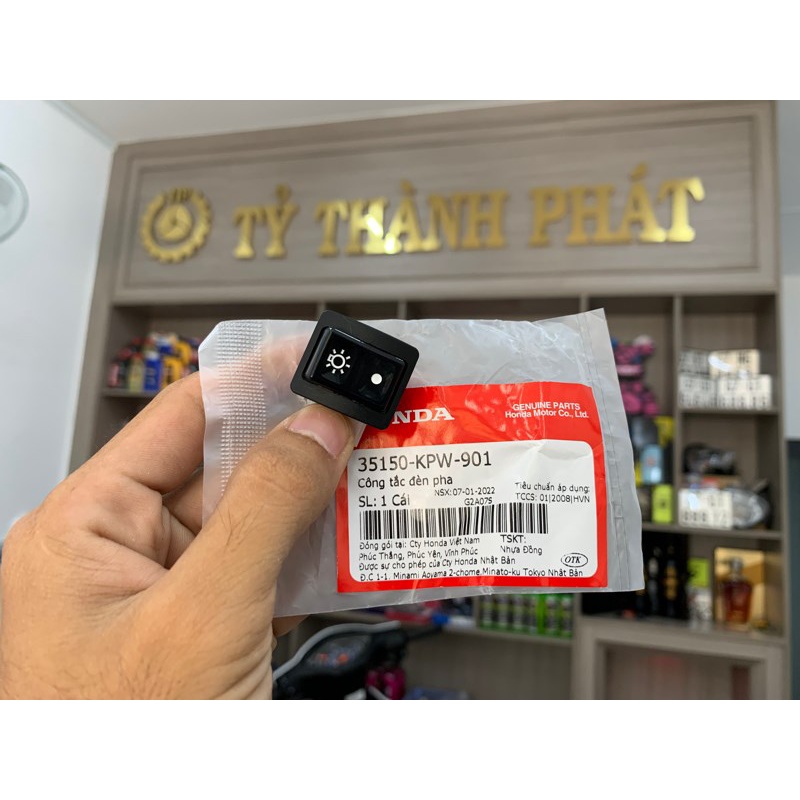 TỶ THÀNH PHÁT
NDA
GENUINE PARTS
Honda Motor Co., Ltd.
35150-KPW-901
Công tắc đèn pha
SL: 1 Cái
NSX:07-01-2022
G2A07S
Tiêu chuẩn áp dụng:
TCCS: 01|2008|HVN
Đóng gói tại: Cty Honda Việt Nam
Phúc Thắng, Phúc Yên, Vĩnh Phúc
TSKT:
Nhựa Đồng
Được sự cho phép của Cty Honda Nhật Bản
Đ.C 1-1. Minami Aoyama 2-chome,Minato-ku Tokyo Nhật Bản
OTK